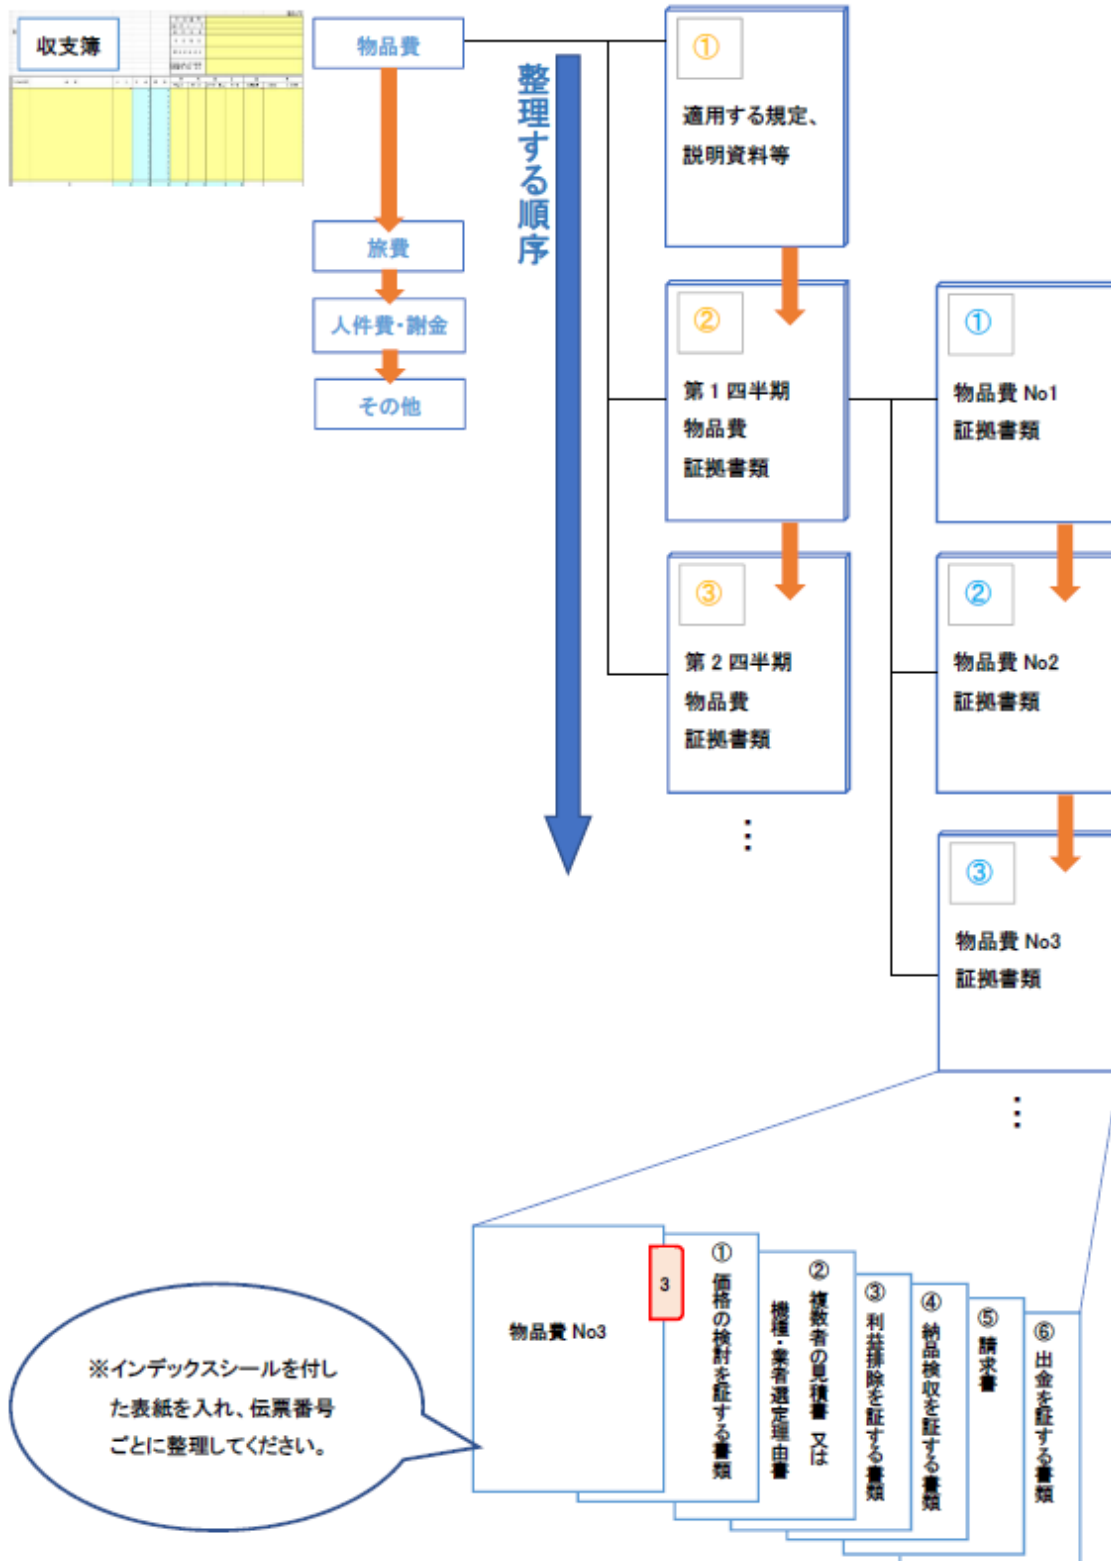 収支簿
物品費
旅費
人件費・謝金
その他
整理する順序
①
適用する規定、
説明資料等
②
第1四半期
物品費
証拠書類
③
第2四半期
物品費
証拠書類
…
①
物品費 No1
証拠書類
②
物品費 No2
証拠書類
③
物品費 No3
証拠書類
…
※インデックスシールを付し
た表紙を入れ、伝票番号
ごとに整理してください。
物品費 No3
3
① 価格の検討を証する書類
② 複数者の見積書 又は
機種・業者選定理由書
③ 利益排除を証する書類
④ 納品検収を証する書類
⑤ 請求書
⑥ 出金を証する書類